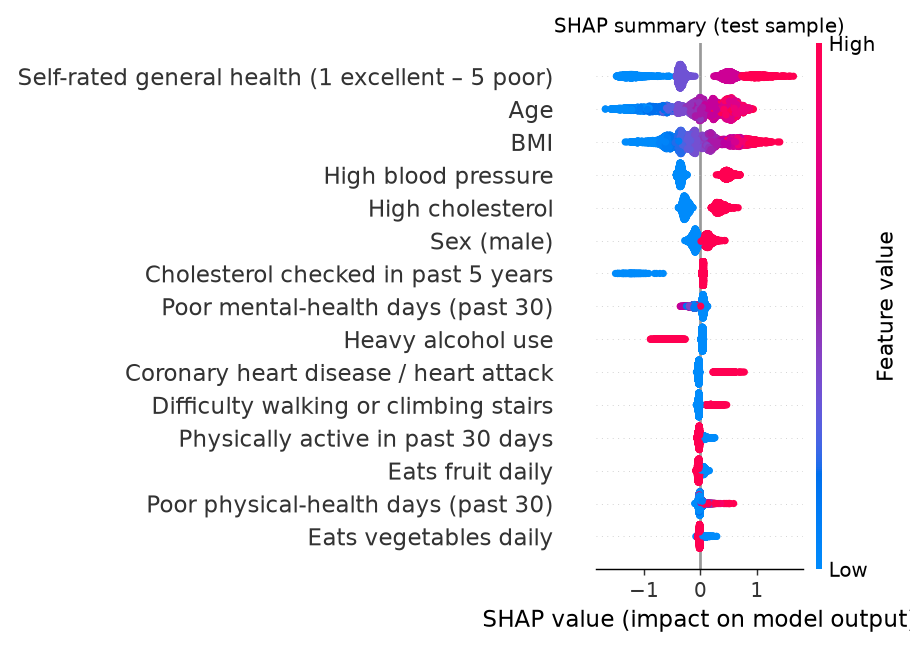 SHAP summary (test sample)
High
Self-rated general health (1 excellent – 5 poor)
Age
BMI
High blood pressure
High cholesterol
Sex (male)
Cholesterol checked in past 5 years
Poor mental-health days (past 30)
Heavy alcohol use
Coronary heart disease / heart attack
Difficulty walking or climbing stairs
Physically active in past 30 days
Eats fruit daily
Poor physical-health days (past 30)
Eats vegetables daily
Feature value
Low
−1 0 1
SHAP value (impact on model output)